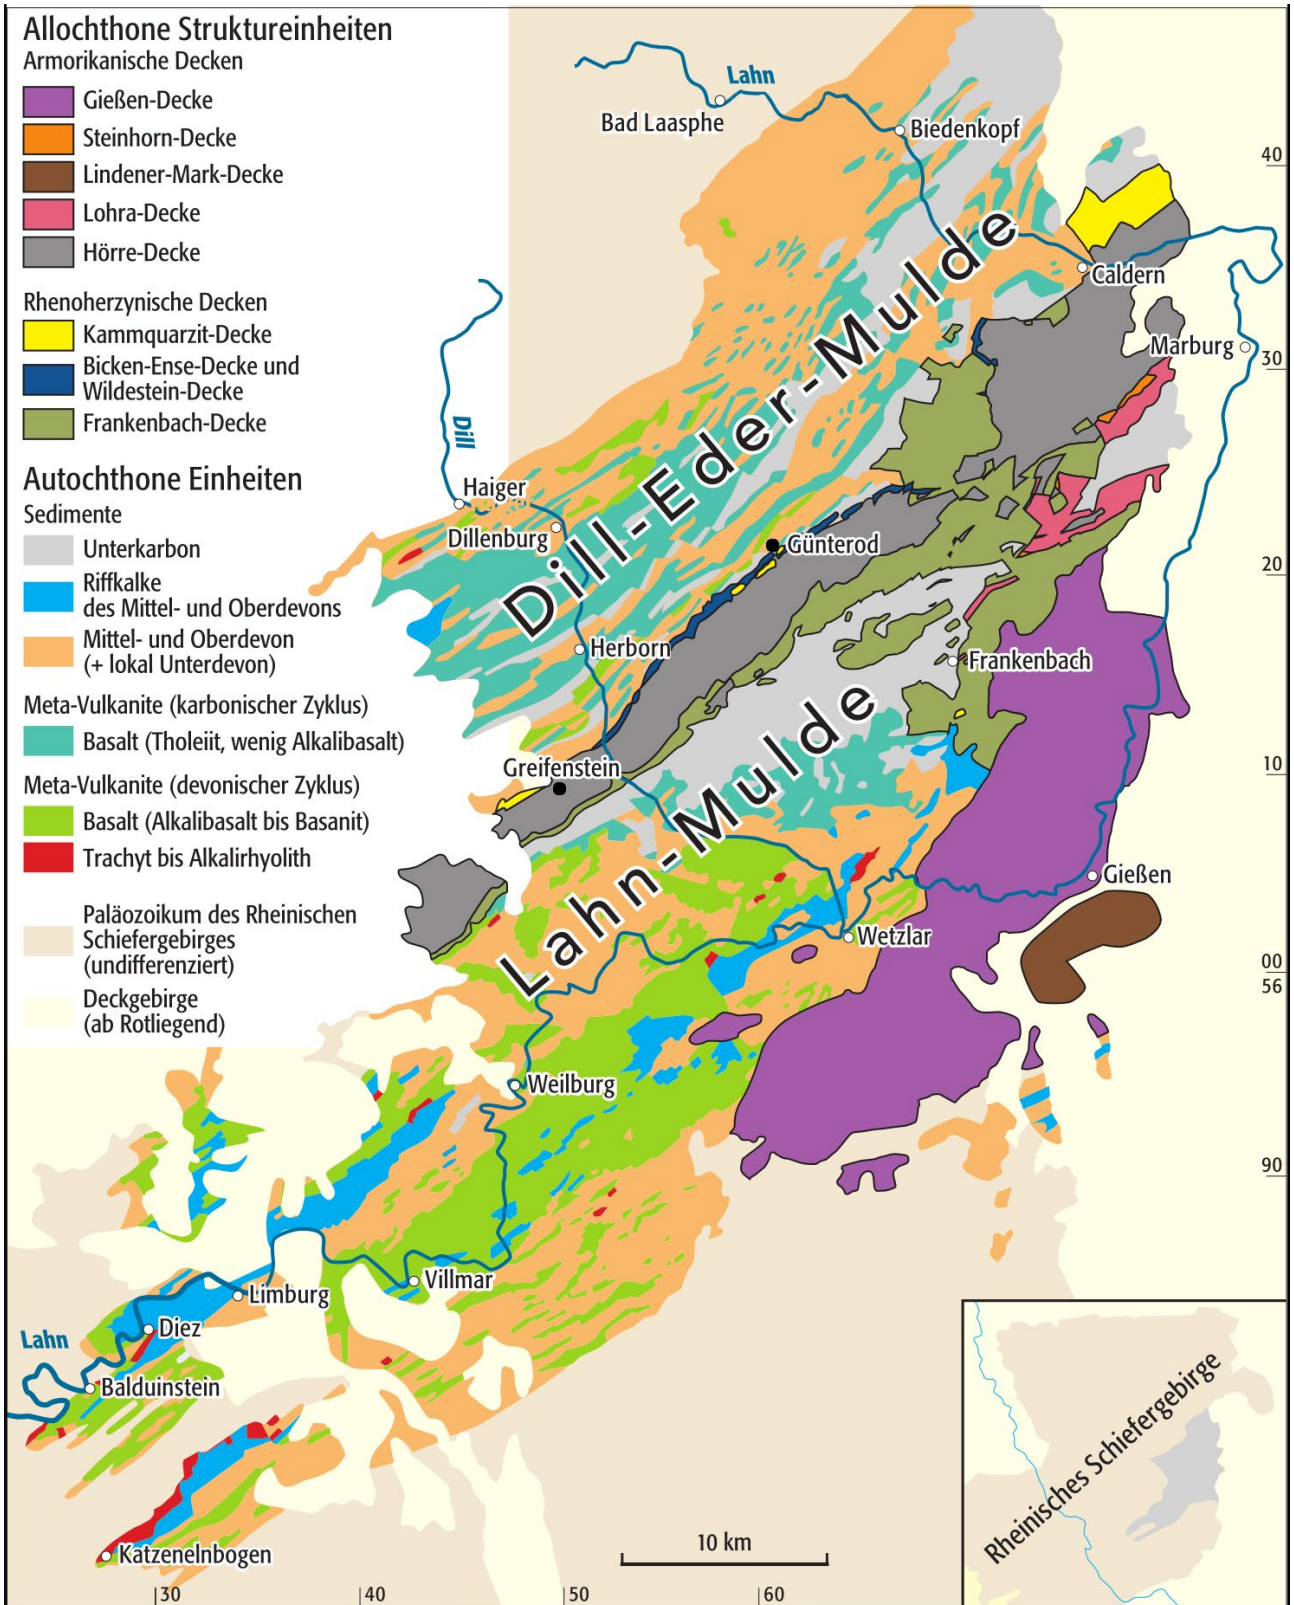 Allochthone Struktureinheiten
Armorikanische Decken
Gießen-Decke
Steinhorn-Decke
Lindener-Mark-Decke
Lohra-Decke
Hörre-Decke
Rhenoherzynische Decken
Kammquarzit-Decke
Bicken-Ense-Decke und
Wildestein-Decke
Frankenbach-Decke
Autochthone Einheiten
Sedimente
Unterkarbon
Riffkalke
des Mittel- und Oberdevons
Mittel- und Oberdevon
(+ lokal Unterdevon)
Meta-Vulkanite (karbonischer Zyklus)
Basalt (Tholeiit, wenig Alkalibasalt)
Meta-Vulkanite (devonischer Zyklus)
Basalt (Alkalibasalt bis Basanit)
Trachyt bis Alkalirhyolith
Paläozoikum des Rheinischen
Schiefergebirges
(undifferenziert)
Deckgebirge
(ab Rotliegend)
Lahn
Bad Laasphe
Biedenkopf
40
Caldern
Marburg
30
Dill
Haiger
Dillenburg
Dill-Eder-Mulde
Günterod
20
Herborn
Frankenbach
Greifenstein
10
Lahn-Mulde
Gießen
Wetzlar
00
56
Weilburg
90
Villmar
Limburg
Diez
Lahn
Balduinstein
Katzenelnbogen
10 km
Rheinisches Schiefergebirge
30
40
50
60